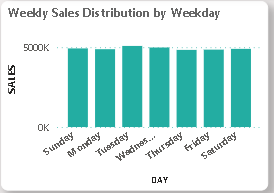 Weekly Sales Distribution by Weekday
SALES
5000K
0K
Sunday
Monday
Tuesday
Wednes...
Thursday
Friday
Saturday
DAY